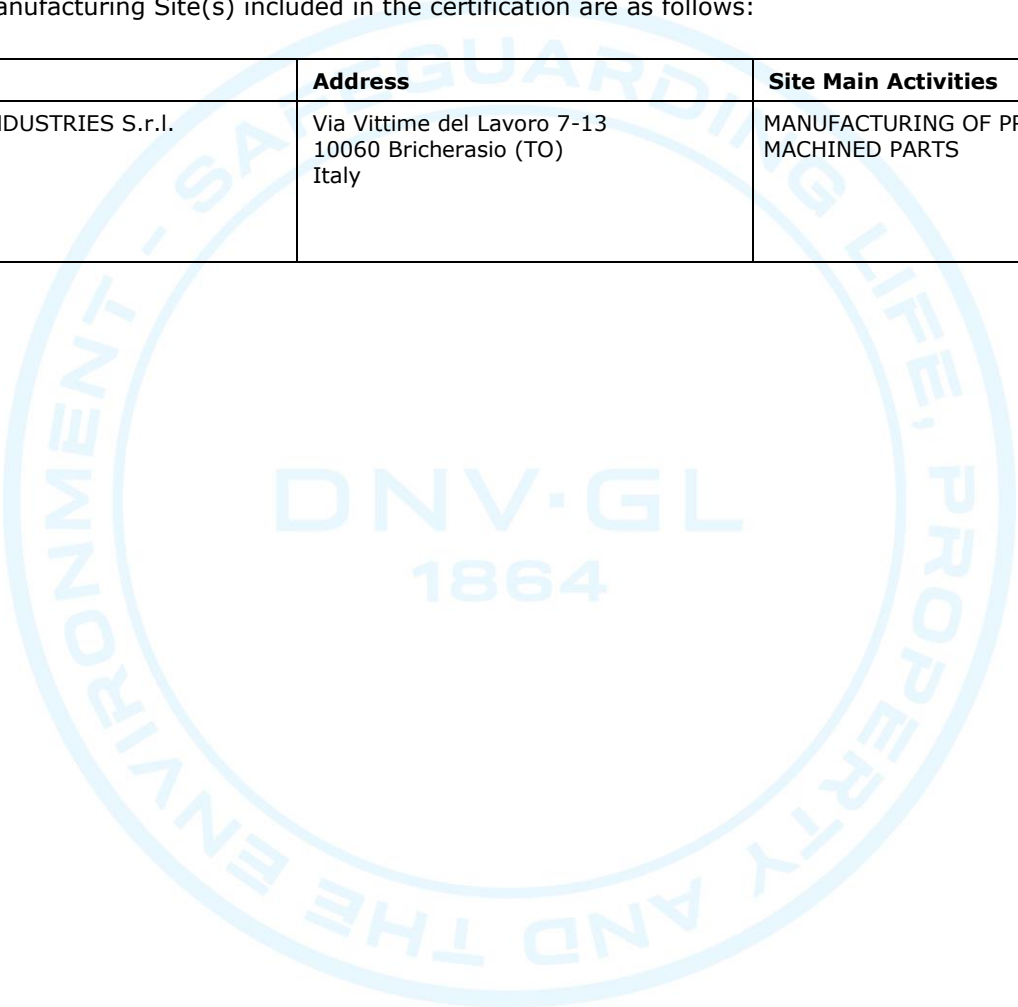 anufacturing Site(s) included in the certification are as follows:
Address
Site Main Activities
NDUSTRIES S.r.l.
Via Vittime del Lavoro 7-13
10060 Bricherasio (TO)
Italy
MANUFACTURING OF PR
MACHINED PARTS
SAFEGUARDING LIFE, PROPERTY AND THE ENVIRONMENT -
DNV·GL
1864